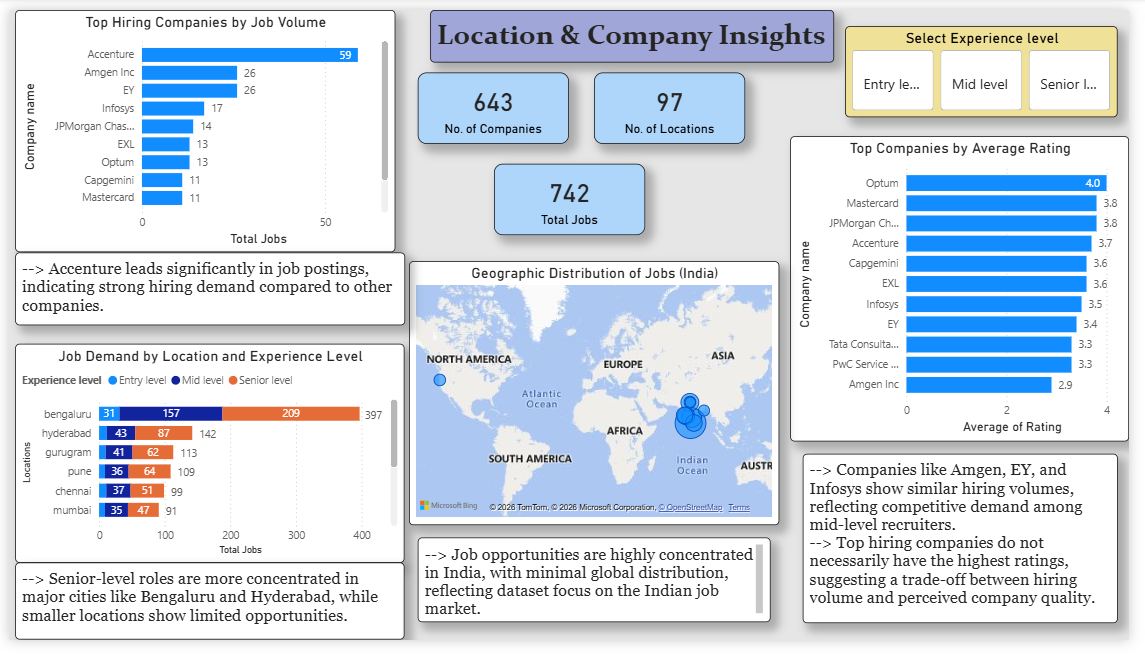 Top Hiring Companies by Job Volume
Company name
Accenture 59
Amgen Inc 26
EY 26
Infosys 17
JPMorgan Chas... 14
EXL 13
Optum 13
Capgemini 11
Mastercard 11
0 50
Total Jobs
--> Accenture leads significantly in job postings,
indicating strong hiring demand compared to other
companies.
Job Demand by Location and Experience Level
Experience level Entry level Mid level Senior level
Locations
bengaluru 31 157 209 397
hyderabad 43 87 142
gurugram 41 62 113
pune 36 64 109
chennai 37 51 99
mumbai 35 47 91
0 100 200 300 400
Total Jobs
--> Senior-level roles are more concentrated in
major cities like Bengaluru and Hyderabad, while
smaller locations show limited opportunities.
Location & Company Insights
643
No. of Companies
97
No. of Locations
742
Total Jobs
Geographic Distribution of Jobs (India)
NORTH AMERICA
EUROPE
ASIA
Atlantic
Ocean
AFRICA
SOUTH AMERICA
Indian
Ocean
AUSTR
Microsoft Bing
© 2026 TomTom, © 2026 Microsoft Corporation, © OpenStreetMap Terms
--> Job opportunities are highly concentrated
in India, with minimal global distribution,
reflecting dataset focus on the Indian job
market.
Select Experience level
Entry le... Mid level Senior l...
Top Companies by Average Rating
Company name
Optum 4.0
Mastercard 3.8
JPMorgan Ch... 3.8
Accenture 3.7
Capgemini 3.6
EXL 3.6
Infosys 3.5
EY 3.4
Tata Consulta... 3.3
PwC Service ... 3.3
Amgen Inc 2.9
0 2 4
Average of Rating
--> Companies like Amgen, EY, and
Infosys show similar hiring volumes,
reflecting competitive demand among
mid-level recruiters.
--> Top hiring companies do not
necessarily have the highest ratings,
suggesting a trade-off between hiring
volume and perceived company quality.